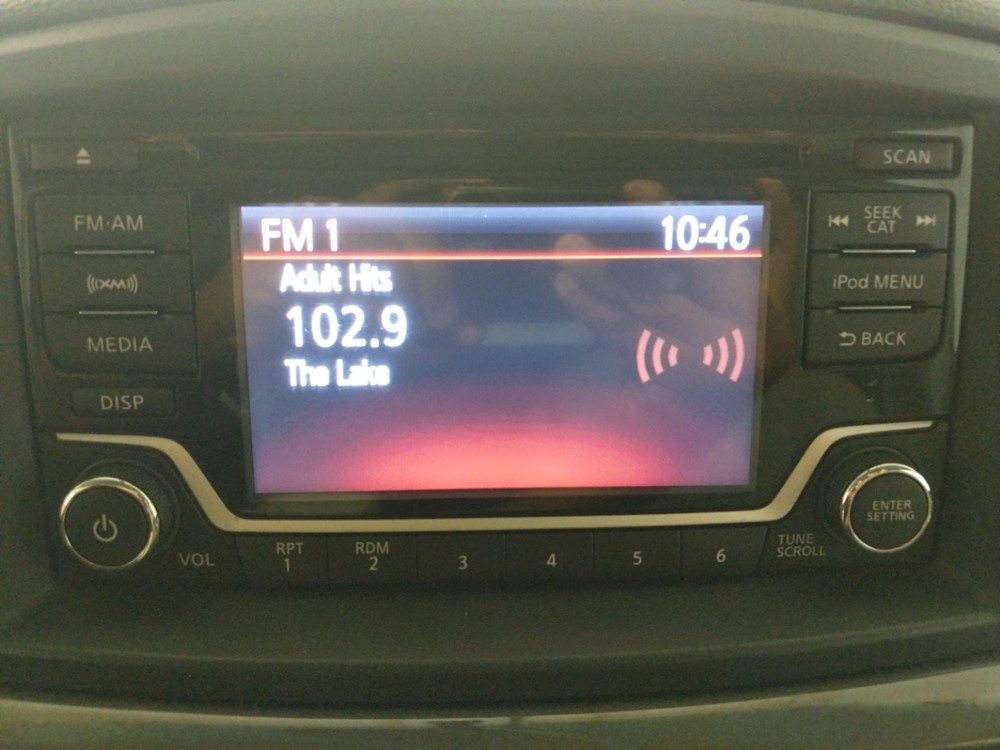 SCAN
FM·AM
SEEK
CAT
FM 1 10:46
((XM))
iPod MENU
Adult Hits
102.9
The Lake
MEDIA
BACK
DISP
VOL
RPT
1
RDM
2
3
4
5
6
TUNE
SCROLL
ENTER
SETTING